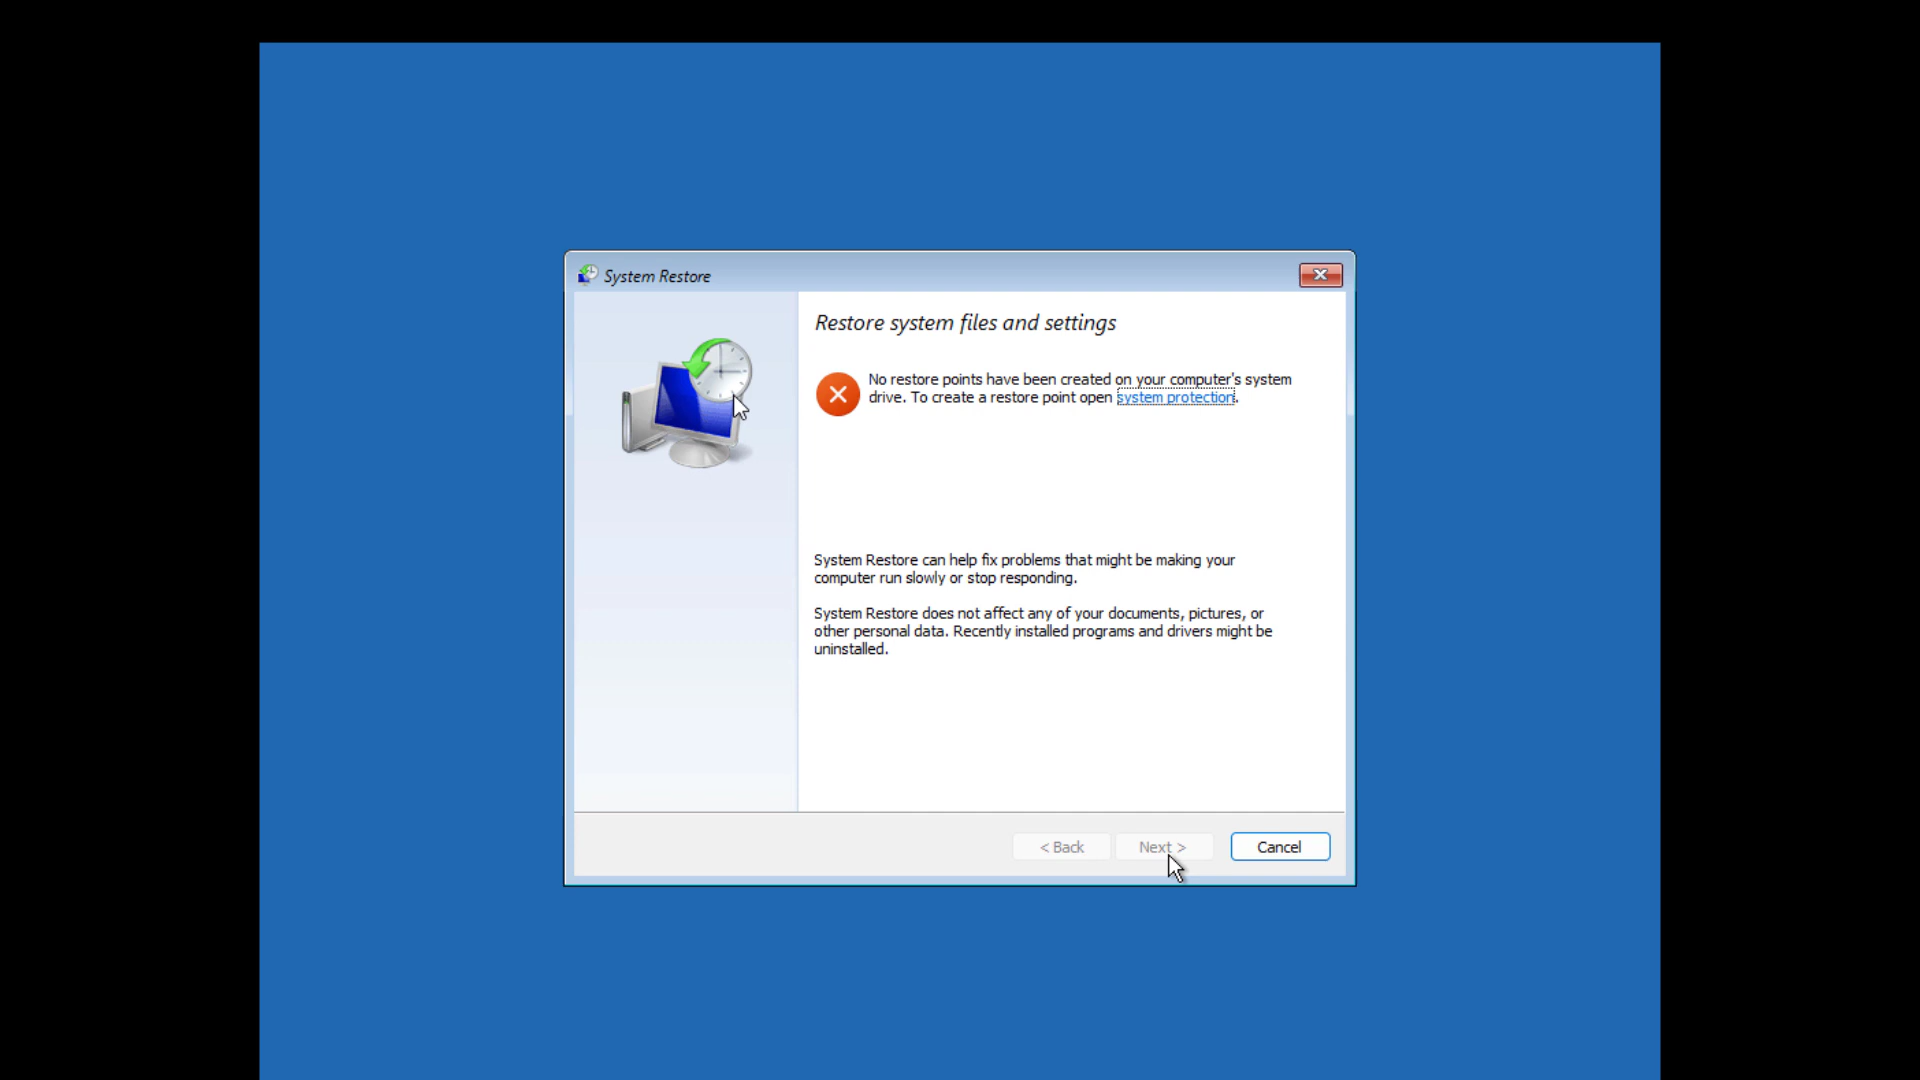 System Restore
Restore system files and settings
No restore points have been created on your computer's system
drive. To create a restore point open system protection.
System Restore can help fix problems that might be making your
computer run slowly or stop responding.
System Restore does not affect any of your documents, pictures, or
other personal data. Recently installed programs and drivers might be
uninstalled.
< Back Next > Cancel